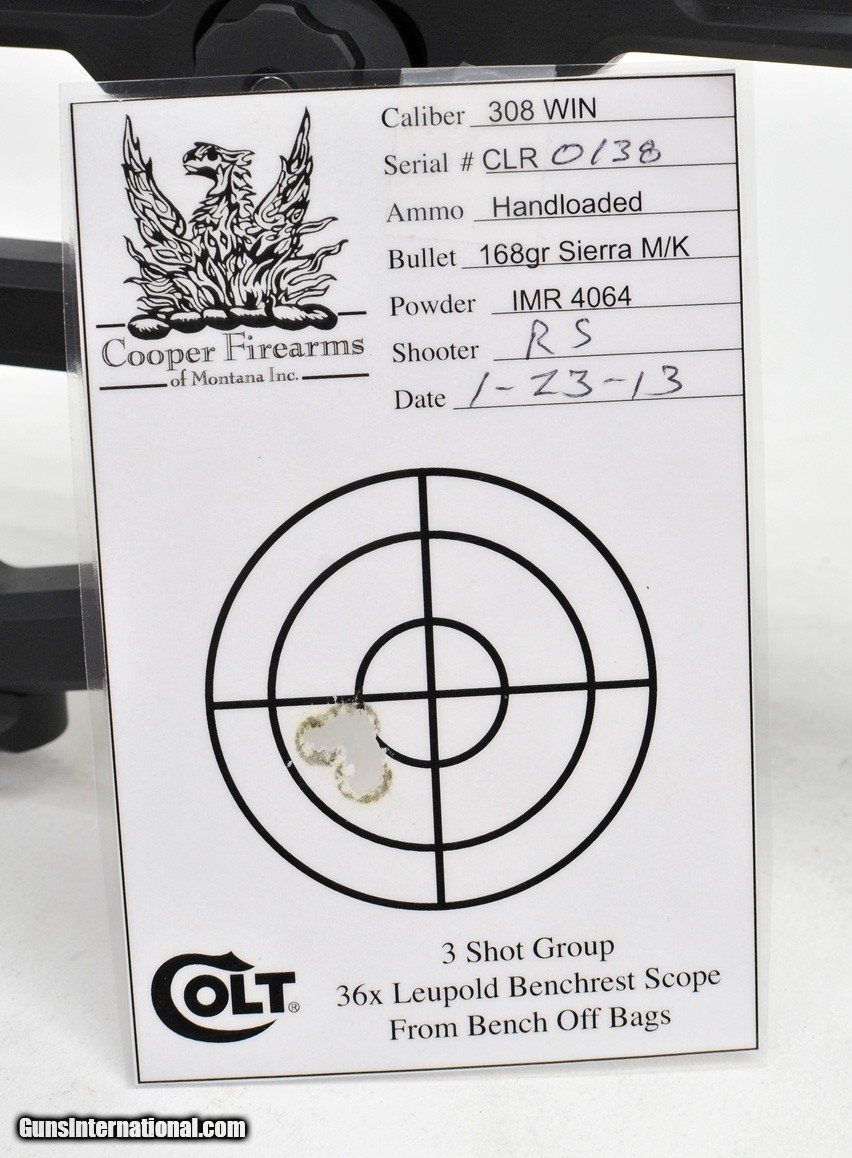 Caliber 308 WIN
Serial # CLR 0138
Ammo Handloaded
Bullet 168gr Sierra M/K
Powder IMR 4064
Shooter RS
Date 1-23-13
Cooper Firearms
of Montana Inc.
3 Shot Group
36x Leupold Benchrest Scope
From Bench Off Bags
COLT®
GunsInternational.com